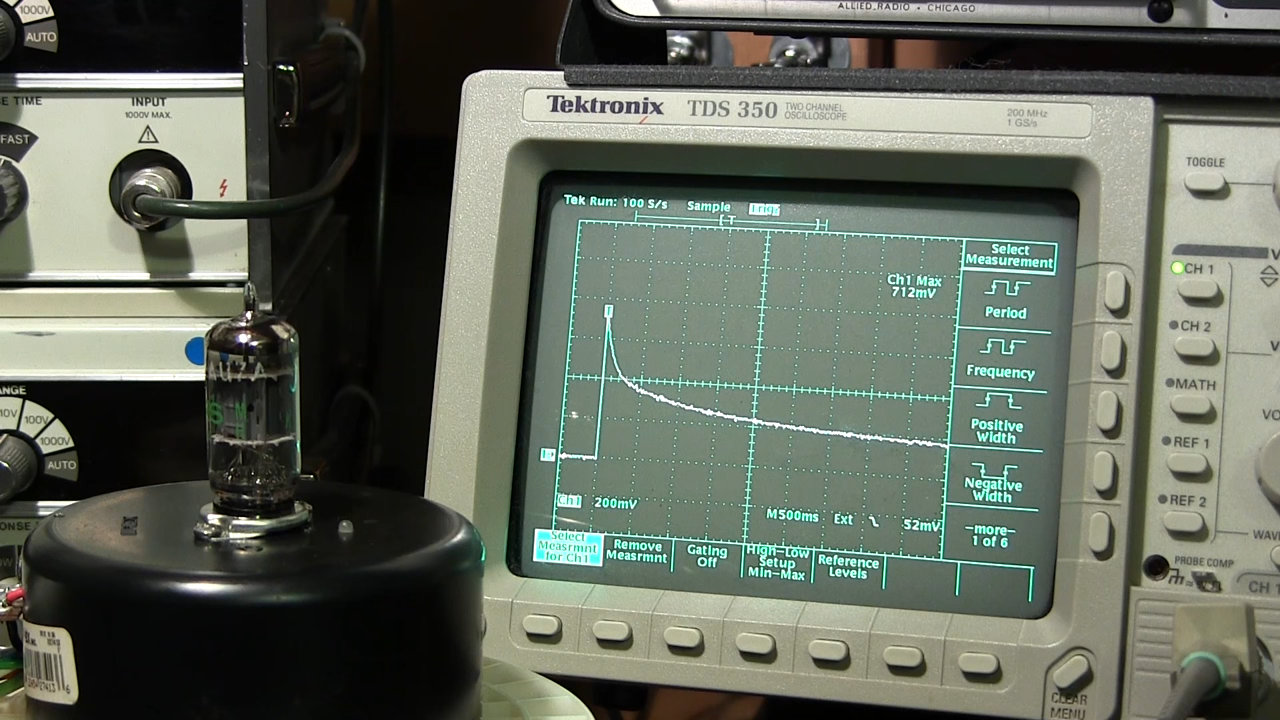 1000V
AUTO
ALLIED RADIO • CHICAGO
INPUT
1000V MAX.
TIME
FAST
Tektronix TDS 350 TWO CHANNEL
OSCILLOSCOPE
200 MHz
1 GS/s
Tek Run: 100 S/s Sample Trig?
T
Select
Measurement
Ch1 Max
712mV
Period
Frequency
Positive
Width
Negative
Width
-more-
1 of 6
Ch1 200mV
M500ms Ext 52mV
Select
Measrmnt
for Ch1
Remove
Measrmnt
Gating
Off
High-Low
Setup
Min-Max
Reference
Levels
TOGGLE
CH 1
CH 2
MATH
REF 1
REF 2
PROBE COMP
CLEAR
MENU
10V
100V
1000V
AUTO